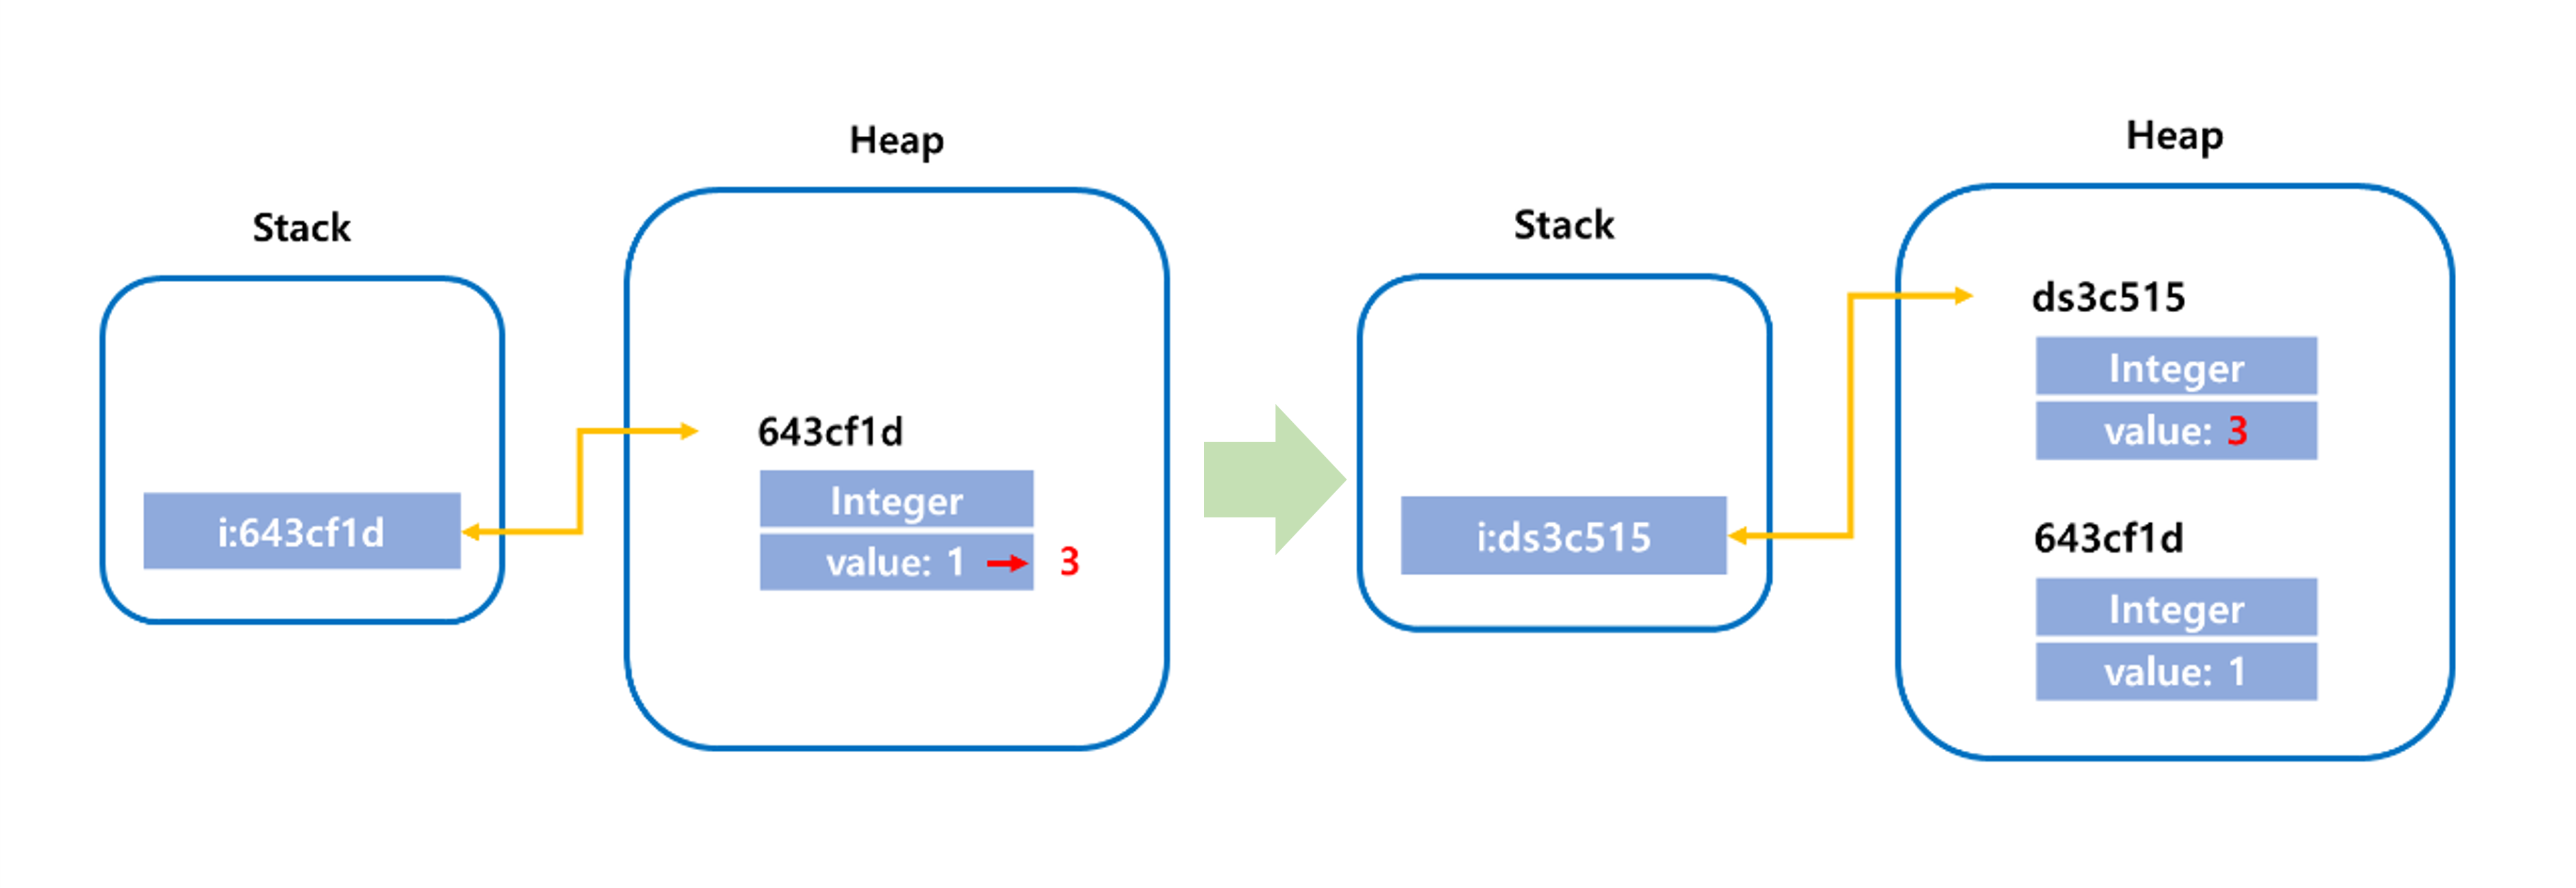 Stack
i:643cf1d
Heap
643cf1d
Integer
value: 1
3
Stack
i:ds3c515
Heap
ds3c515
Integer
value: 3
643cf1d
Integer
value: 1